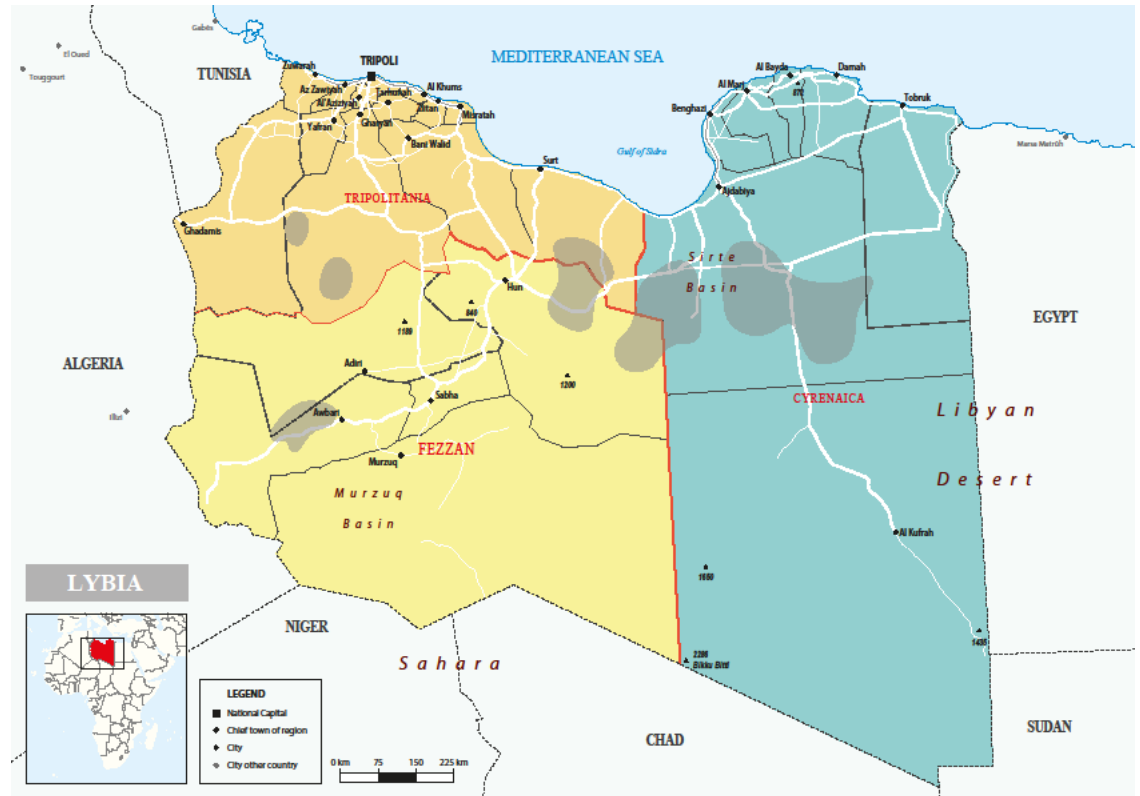 Gabès
El Oued
Touggourt
TUNISIA
Zuwarah
TRIPOLI
MEDITERRANEAN SEA
Az Zawiyah
Al'Aziziyah
Tarhunah
Al Khums
Zlitan
Misratah
Yafran
Gharyan
Bani Walid
Surt
Gulf of Sidra
Al Bayda
Darnah
Al Marj
872
Benghazi
Tobruk
Marsa Matrûh
Ajdabiya
TRIPOLITANIA
Ghadamis
Sirte
Basin
Hun
840
1189
EGYPT
ALGERIA
Adiri
1200
Sabha
CYRENAICA
Libyan
Desert
Illizi
Awbari
FEZZAN
Murzuq
Murzuq
Basin
Al Kufrah
1650
1435
2286
Bikku Bitti
LYBIA
NIGER
Sahara
CHAD
SUDAN
LEGEND
National Capital
Chief town of region
City
City other country
0 km
75
150
225 km